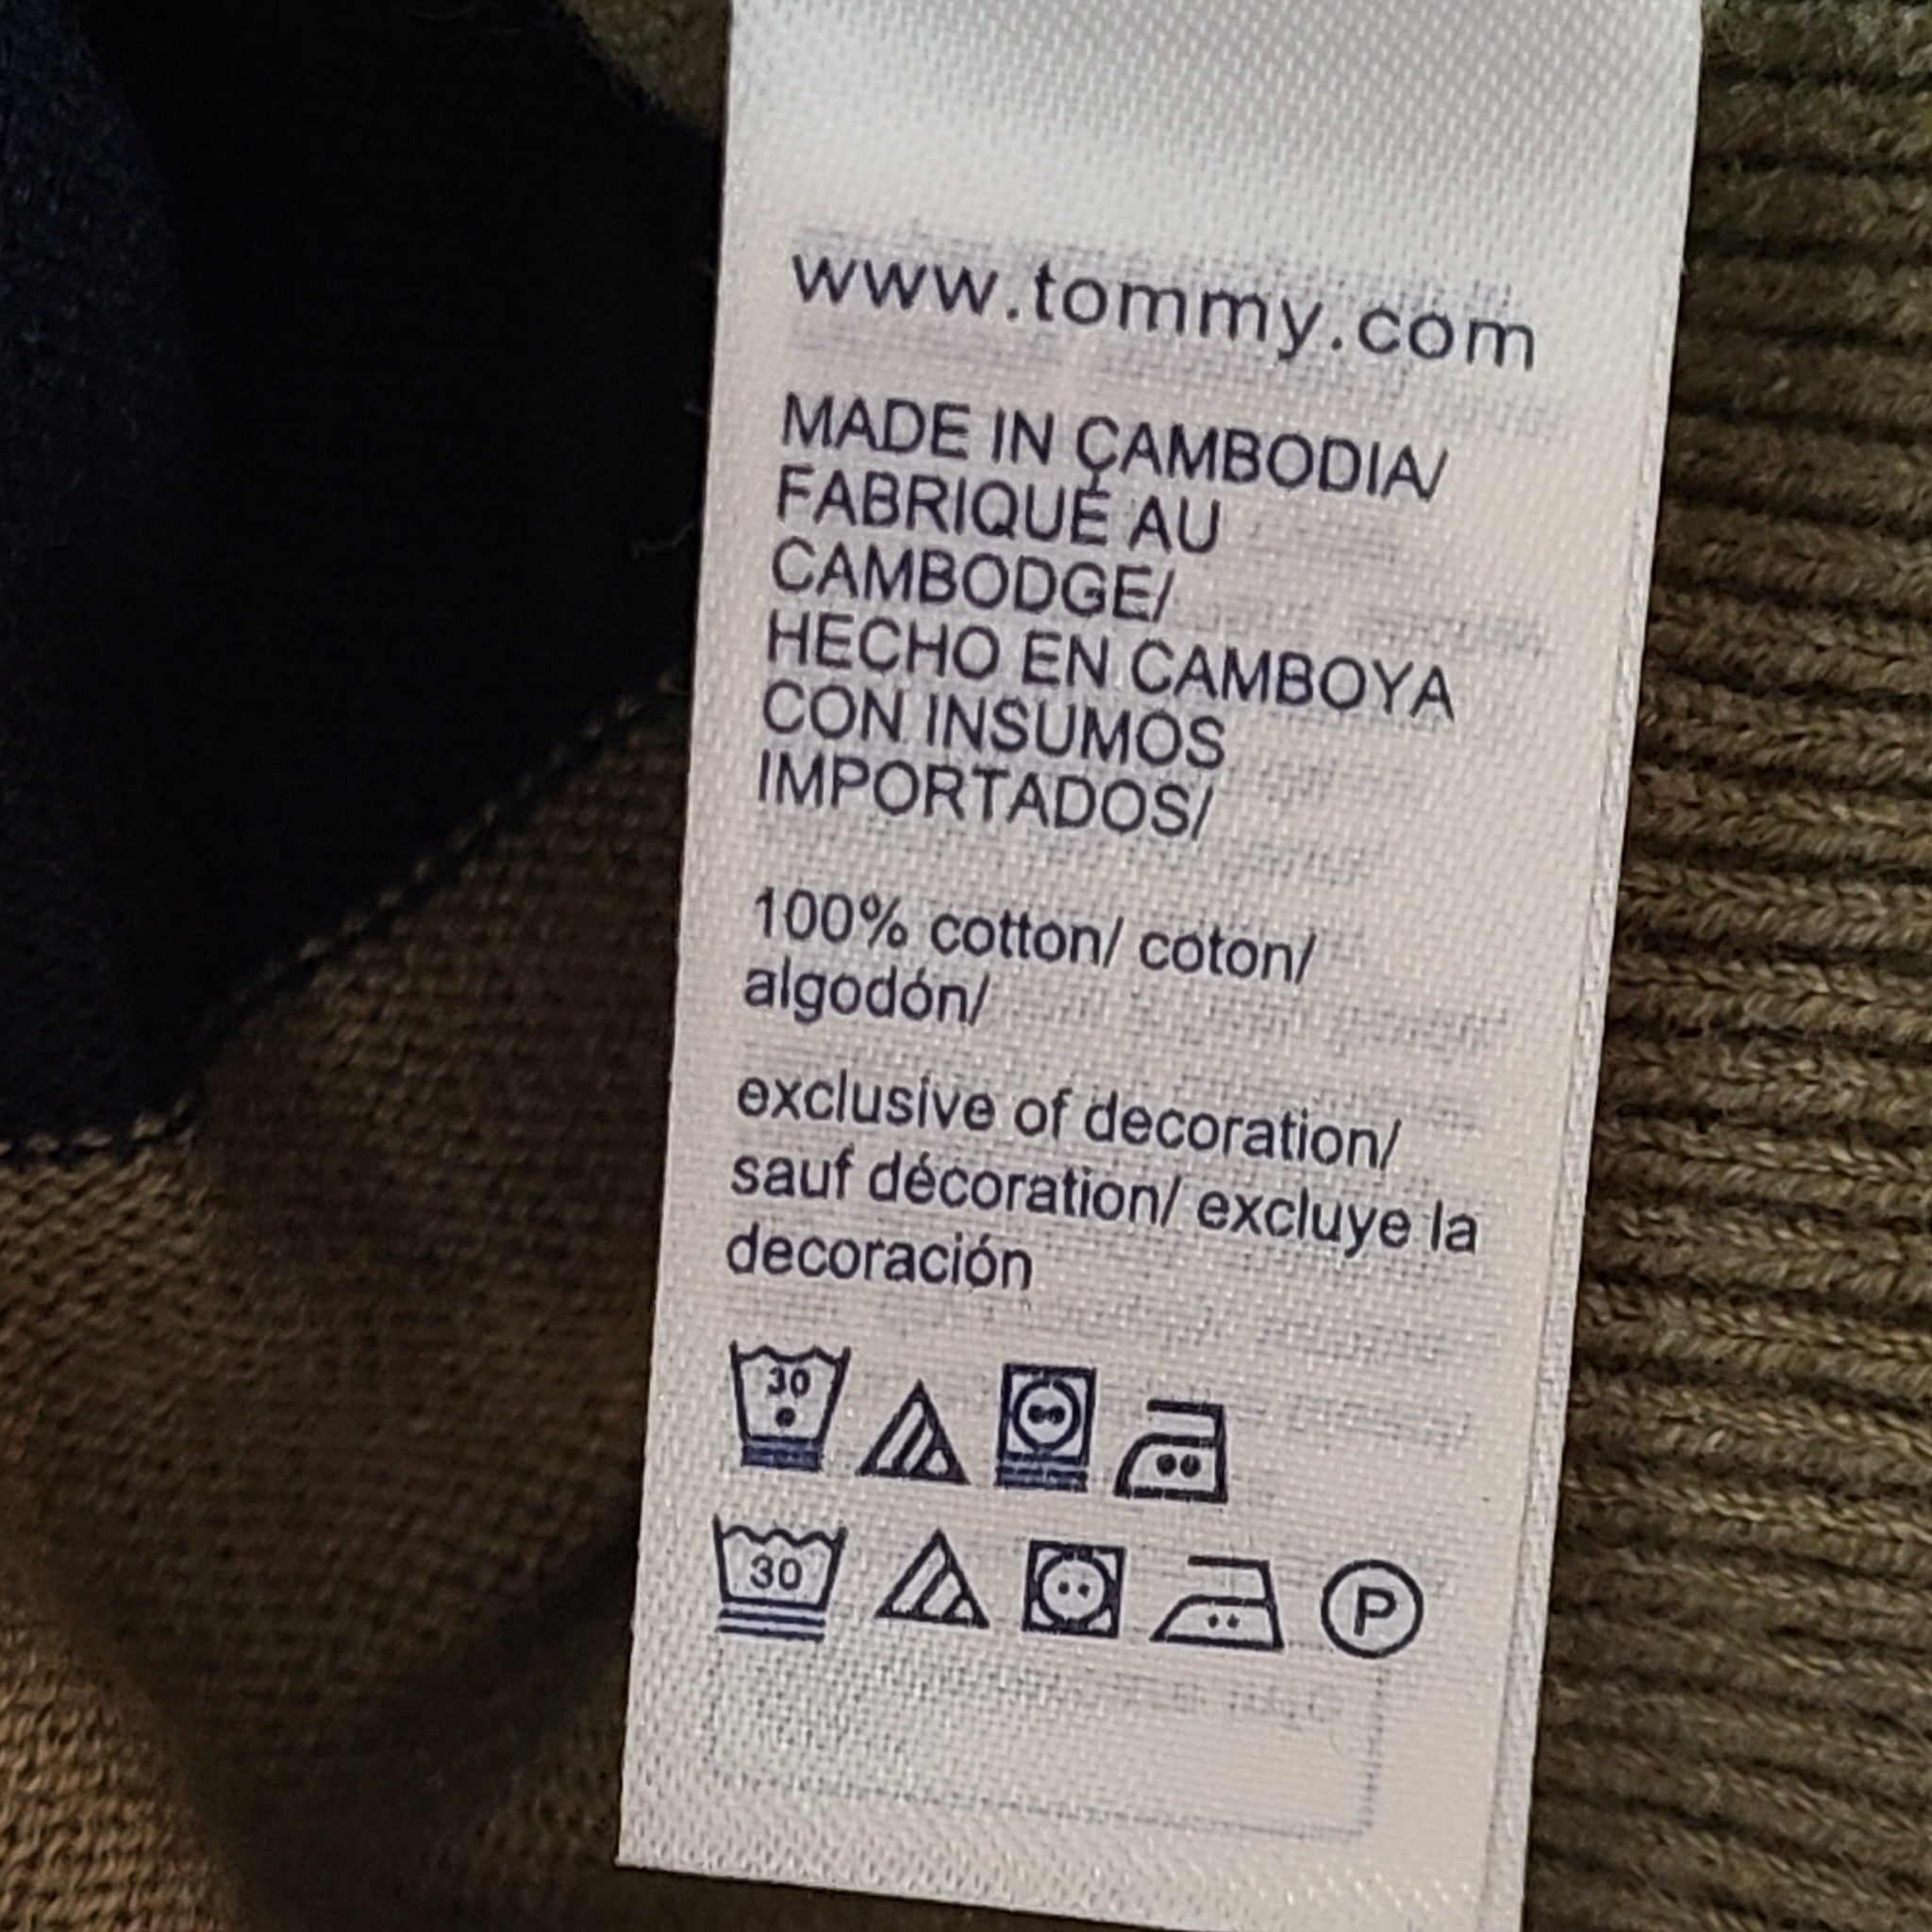 www.tommy.com
MADE IN CAMBODIA/
FABRIQUÉ AU
CAMBODGE/
HECHO EN CAMBOYA
CON INSUMOS
IMPORTADOS/
100% cotton/ coton/
algodón/
exclusive of decoration/
sauf décoration/ excluye la
decoración
30
30 P